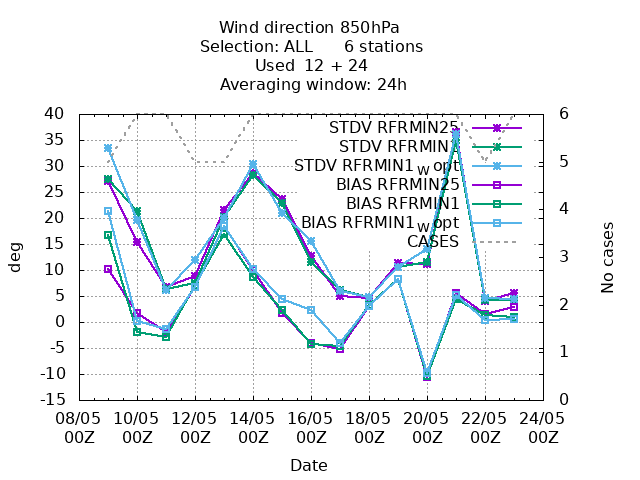 Wind direction 850hPa
Selection: ALL      6 stations
Used  12 + 24
Averaging window: 24h
40
35
30
25
20
15
10
5
0
-5
-10
-15
deg
6
5
4
3
2
1
0
No cases
STDV RFRMIN25
STDV RFRMIN1
STDV RFRMIN1_w opt
BIAS RFRMIN25
BIAS RFRMIN1
BIAS RFRMIN1_w opt
CASES
08/05 10/05 12/05 14/05 16/05 18/05 20/05 22/05 24/05
00Z 00Z 00Z 00Z 00Z 00Z 00Z 00Z 00Z
Date